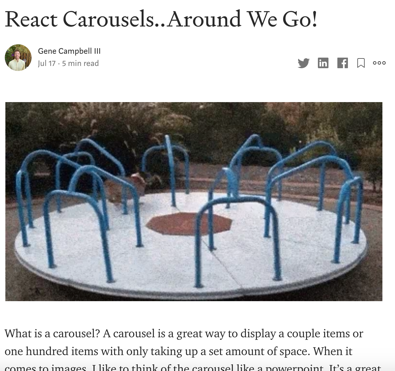 React Carousels..Around We Go!
Gene Campbell III
Jul 17 · 5 min read
What is a carousel? A carousel is a great way to display a couple items or
one hundred items with only taking up a set amount of space. When it
comes to images, I like to think of the carousel like a powerpoint. It's a great